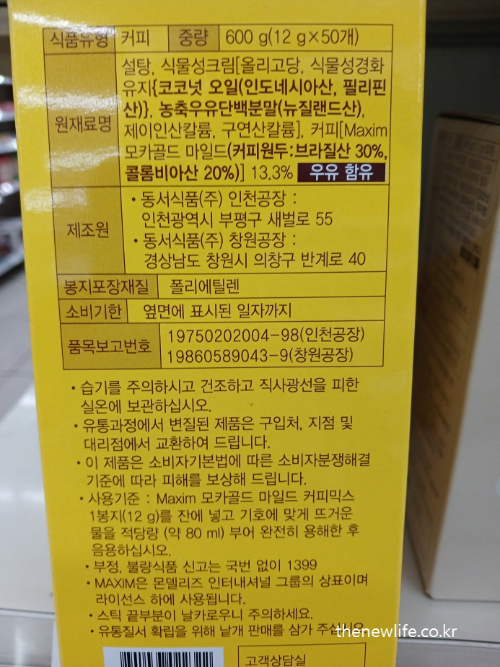 식품유형 커피 중량 600 g(12 g×50개)
원재료명
설탕, 식물성크림[올리고당, 식물성경화
유지{코코넛 오일(인도네시아산, 필리핀
산)}, 농축우유단백분말(뉴질랜드산),
제이인산칼륨, 구연산칼륨], 커피[Maxim
모카골드 마일드(커피원두:브라질산 30%,
콜롬비아산 20%)] 13.3% 우유 함유
제조원
• 동서식품(주) 인천공장 :
인천광역시 부평구 새벌로 55
• 동서식품(주) 창원공장 :
경상남도 창원시 의창구 반계로 40
봉지포장재질 폴리에틸렌
소비기한 옆면에 표시된 일자까지
품목보고번호
19750202004-98(인천공장)
19860589043-9(창원공장)
• 습기를 주의하시고 건조하고 직사광선을 피한
실온에 보관하십시오.
• 유통과정에서 변질된 제품은 구입처, 지점 및
대리점에서 교환하여 드립니다.
• 이 제품은 소비자기본법에 따른 소비자분쟁해결
기준에 따라 피해를 보상해 드립니다.
• 사용기준 : Maxim 모카골드 마일드 커피믹스
1봉지(12 g)를 잔에 넣고 기호에 맞게 뜨거운
물을 적당량 (약 80 ml) 부어 완전히 용해한 후
음용하십시오.
• 부정, 불량식품 신고는 국번 없이 1399
• MAXIM은 몬델리즈 인터내셔널 그룹의 상표이며
라이선스 하에 사용됩니다.
• 스틱 끝부분이 날카로우니 주의하세요.
• 유통질서 확립을 위해 낱개 판매를 삼가 주십시오.
thenewlife.co.kr
고객상담실